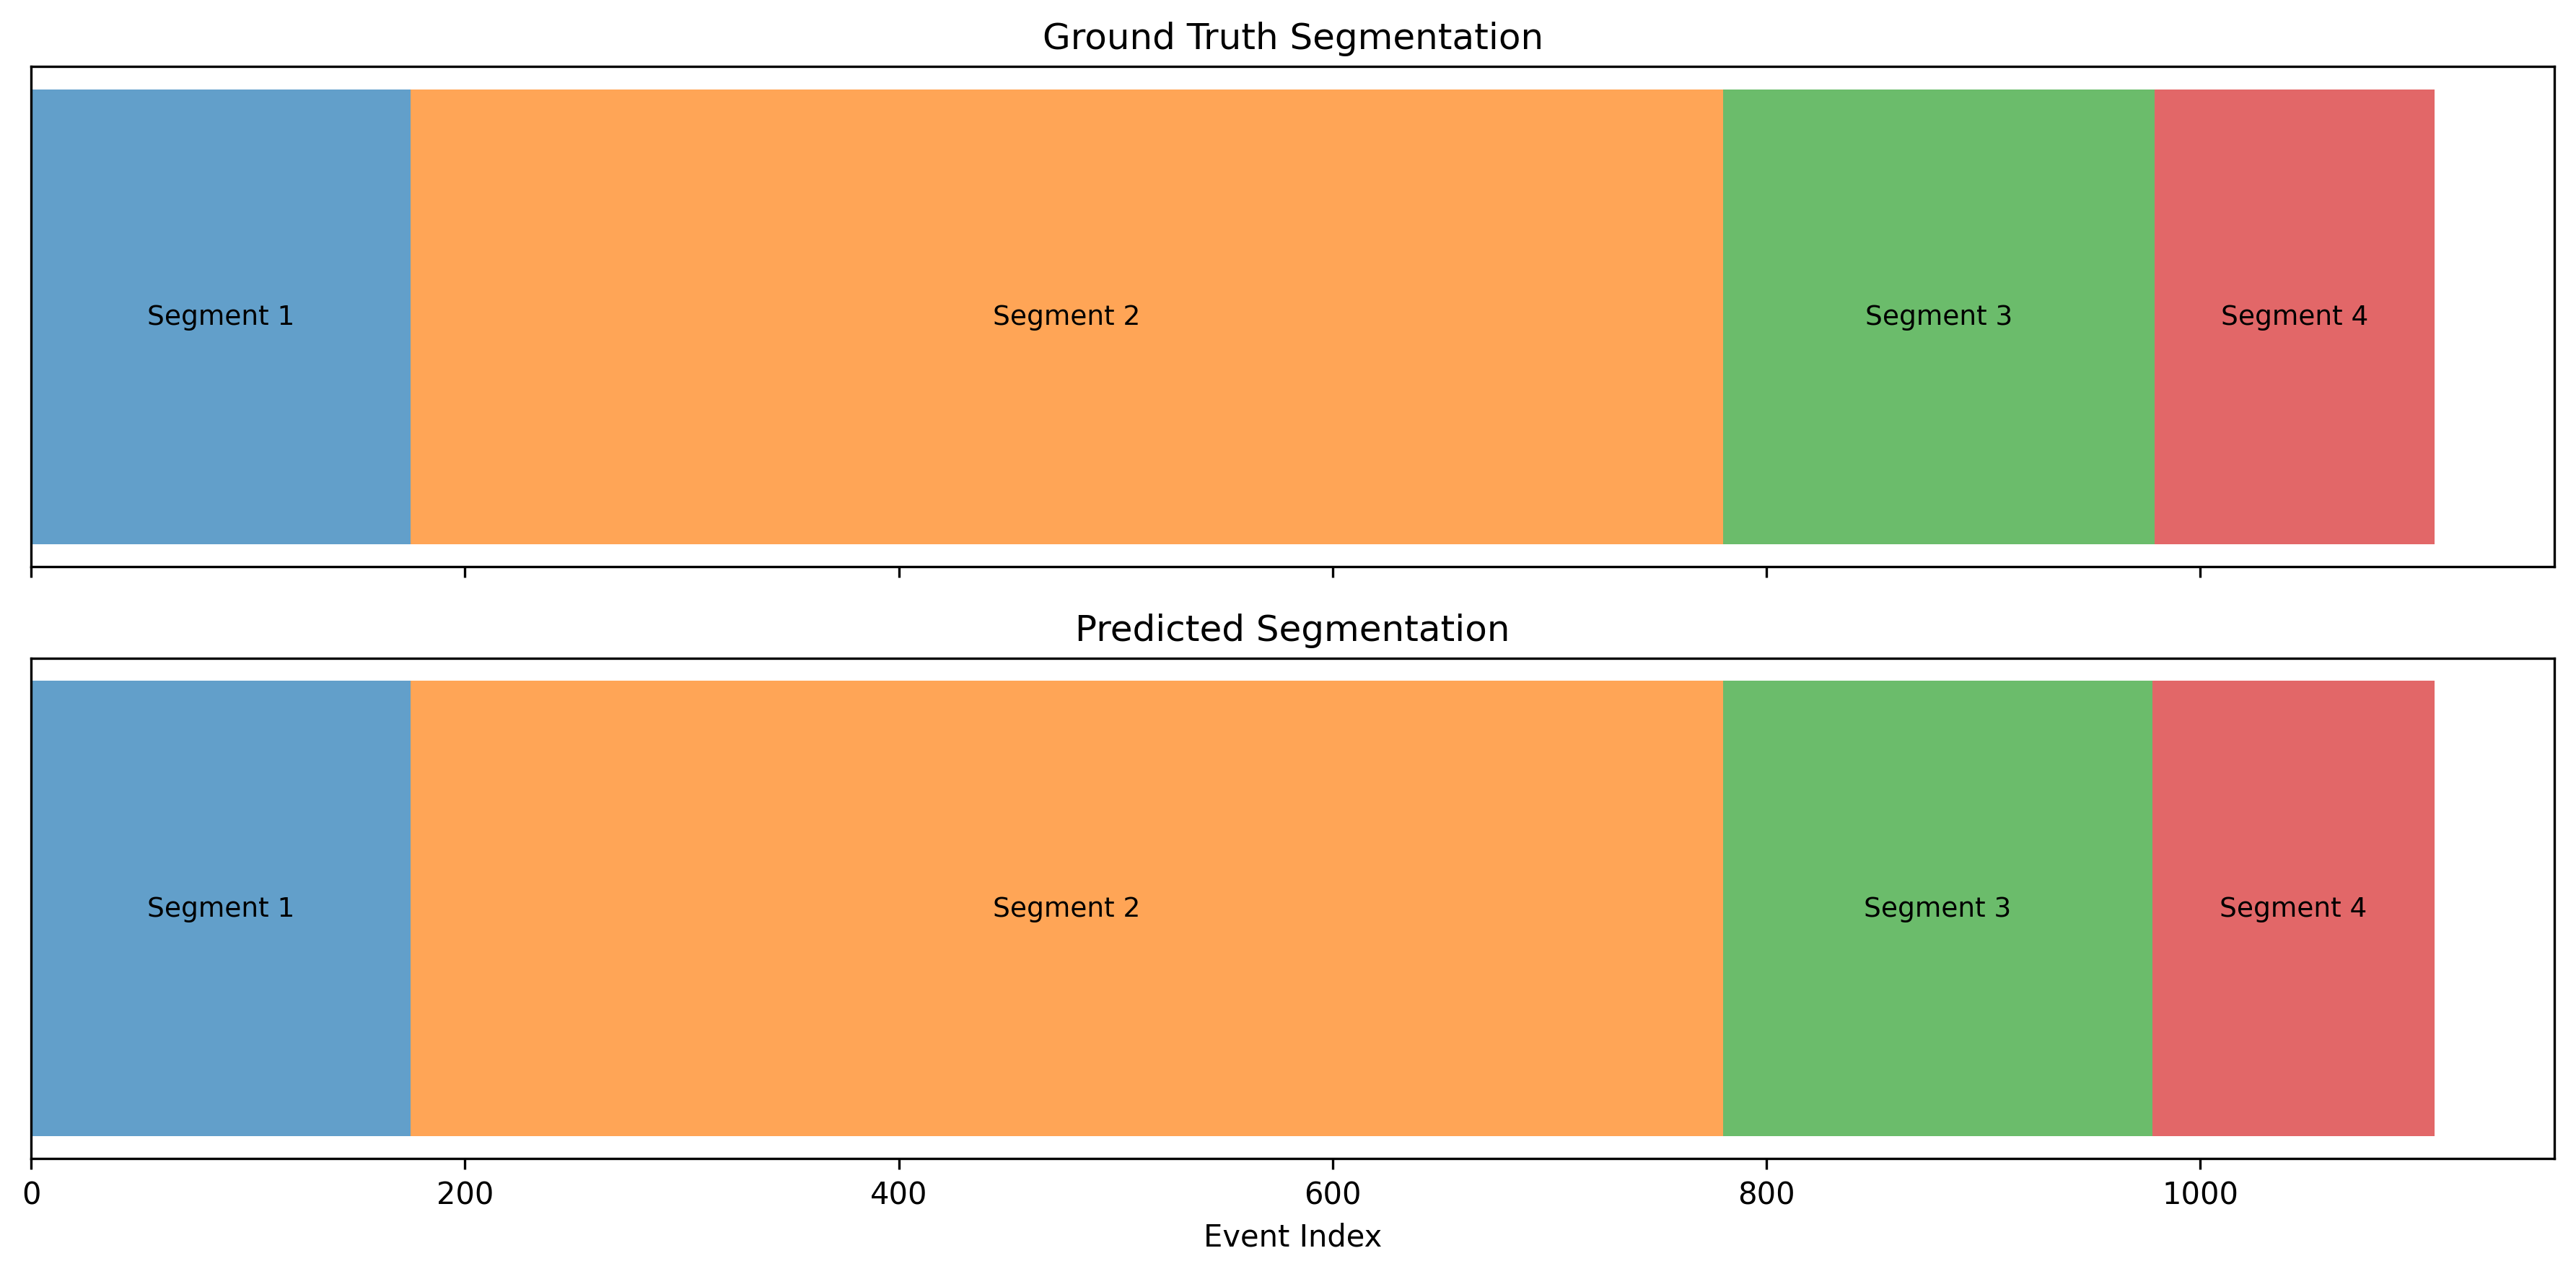 Ground Truth Segmentation
Segment 1 Segment 2 Segment 3 Segment 4
Predicted Segmentation
Segment 1 Segment 2 Segment 3 Segment 4
0 200 400 600 800 1000
Event Index